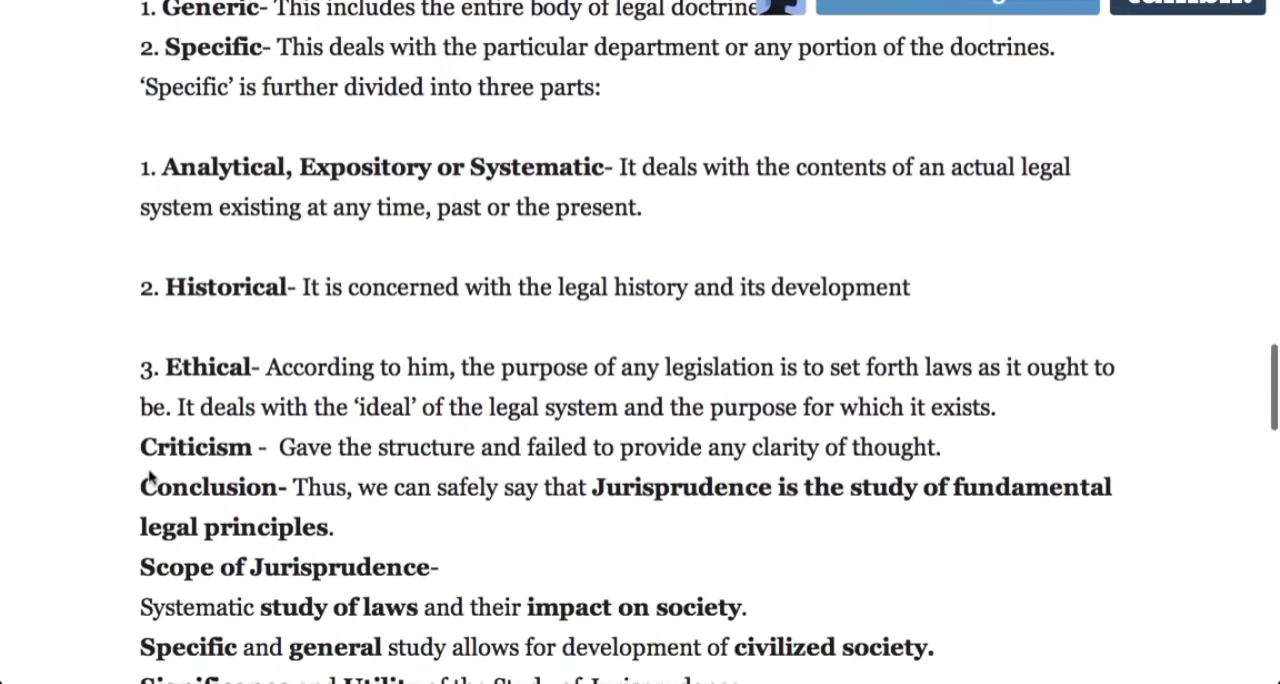 1. Generic- This includes the entire body of legal doctrine
2. Specific- This deals with the particular department or any portion of the doctrines.
‘Specific’ is further divided into three parts:
1. Analytical, Expository or Systematic- It deals with the contents of an actual legal
system existing at any time, past or the present.
2. Historical- It is concerned with the legal history and its development
3. Ethical- According to him, the purpose of any legislation is to set forth laws as it ought to
be. It deals with the ‘ideal’ of the legal system and the purpose for which it exists.
Criticism - Gave the structure and failed to provide any clarity of thought.
Conclusion- Thus, we can safely say that Jurisprudence is the study of fundamental
legal principles.
Scope of Jurisprudence-
Systematic study of laws and their impact on society.
Specific and general study allows for development of civilized society.